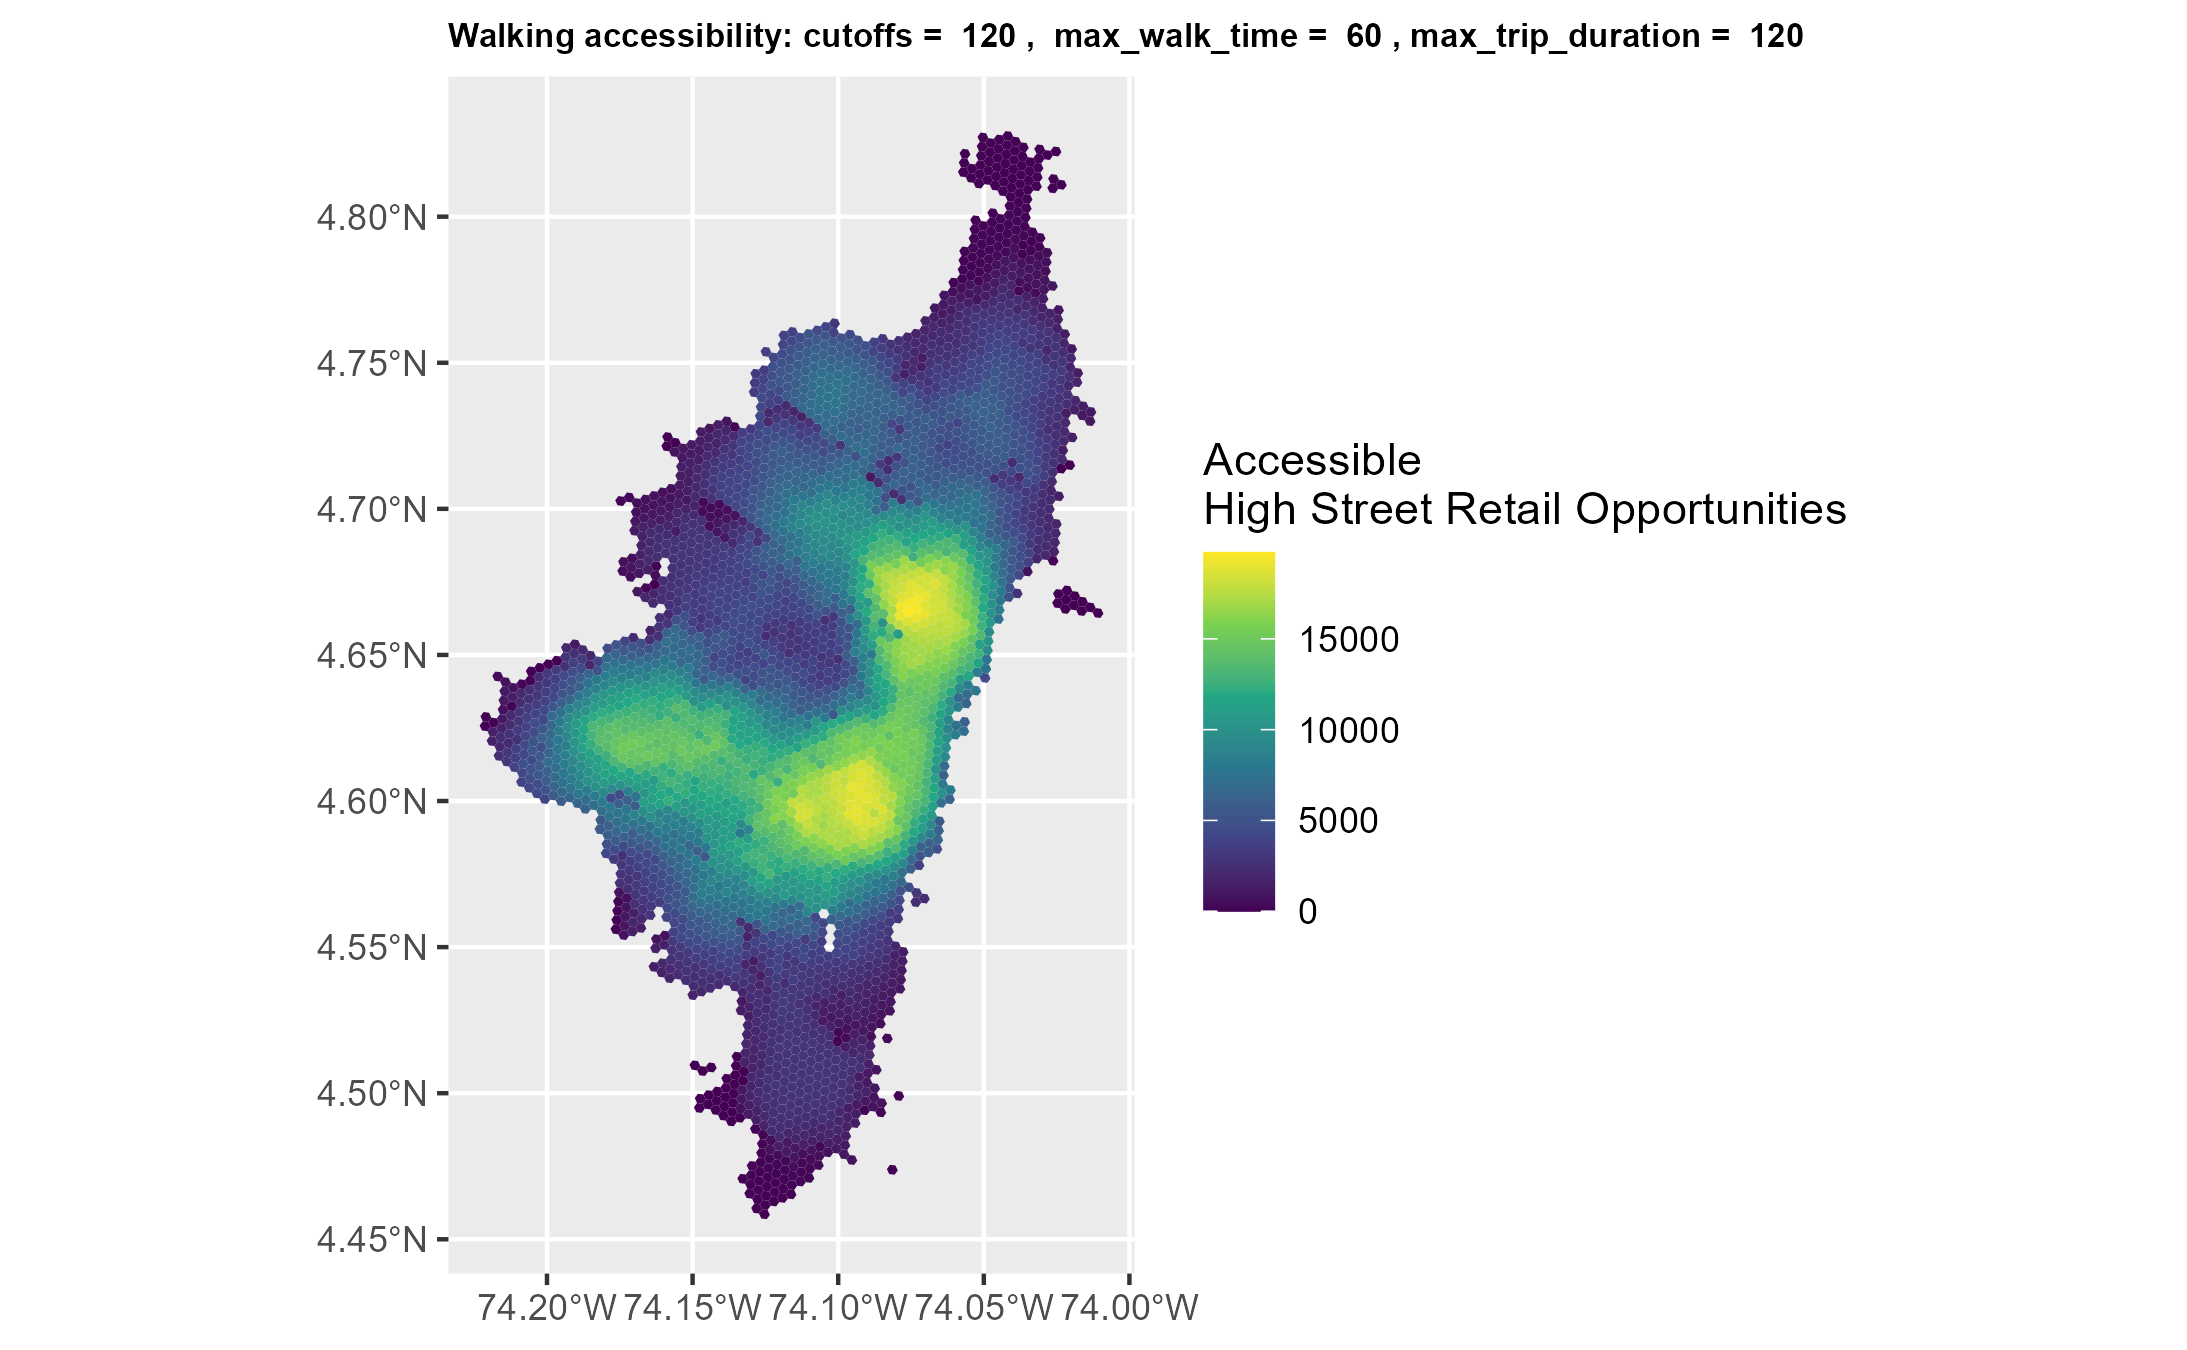 Walking accessibility: cutoffs =  120 ,  max_walk_time =  60 , max_trip_duration =  120
4.80°N
4.75°N
4.70°N
4.65°N
4.60°N
4.55°N
4.50°N
4.45°N
74.20°W 74.15°W 74.10°W 74.05°W 74.00°W
Accessible
High Street Retail Opportunities
15000
10000
5000
0